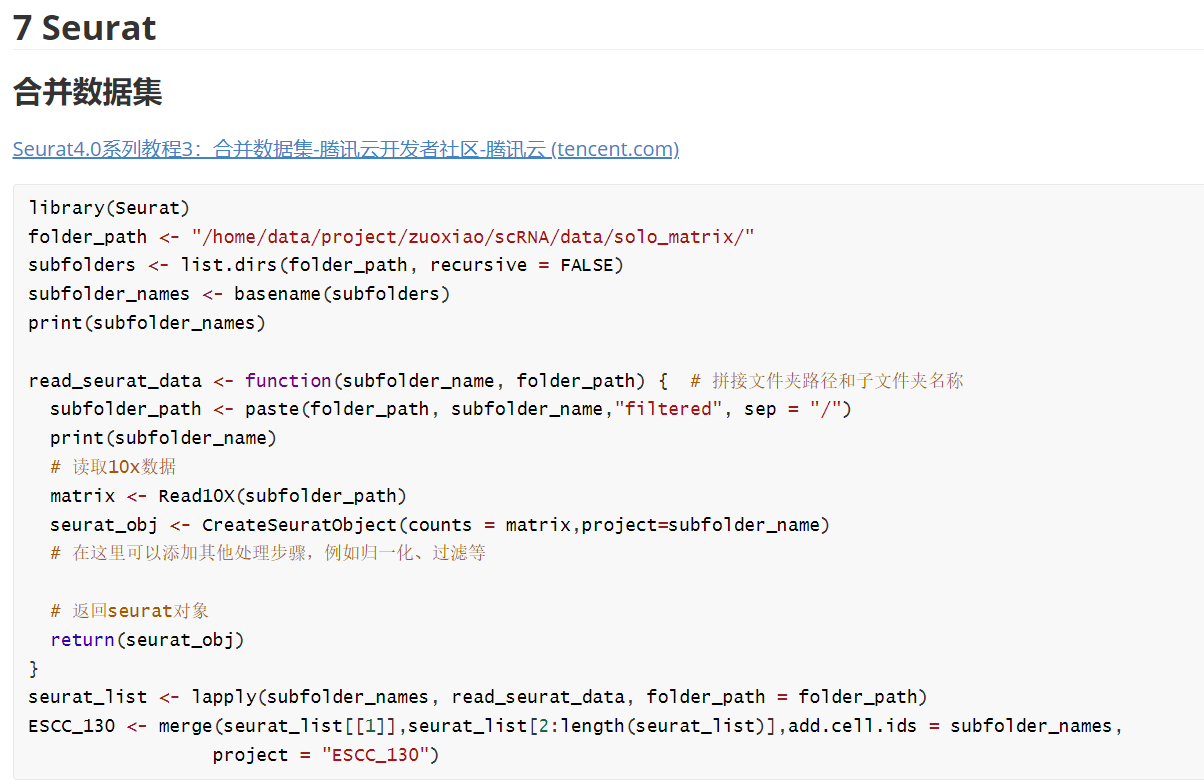 7 Seurat
合并数据集
Seurat4.0系列教程3：合并数据集-腾讯云开发者社区-腾讯云 (tencent.com)
library(Seurat)
folder_path <- "/home/data/project/zuoxiao/scRNA/data/solo_matrix/"
subfolders <- list.dirs(folder_path, recursive = FALSE)
subfolder_names <- basename(subfolders)
print(subfolder_names)
read_seurat_data <- function(subfolder_name, folder_path) {  # 拼接文件夹路径和子文件夹名称
  subfolder_path <- paste(folder_path, subfolder_name,"filtered", sep = "/")
  print(subfolder_name)
  # 读取10x数据
  matrix <- Read10X(subfolder_path)
  seurat_obj <- CreateSeuratObject(counts = matrix,project=subfolder_name)
  # 在这里可以添加其他处理步骤，例如归一化、过滤等
  # 返回seurat对象
  return(seurat_obj)
}
seurat_list <- lapply(subfolder_names, read_seurat_data, folder_path = folder_path)
ESCC_130 <- merge(seurat_list[[1]],seurat_list[2:length(seurat_list)],add.cell.ids = subfolder_names,
                 project = "ESCC_130")